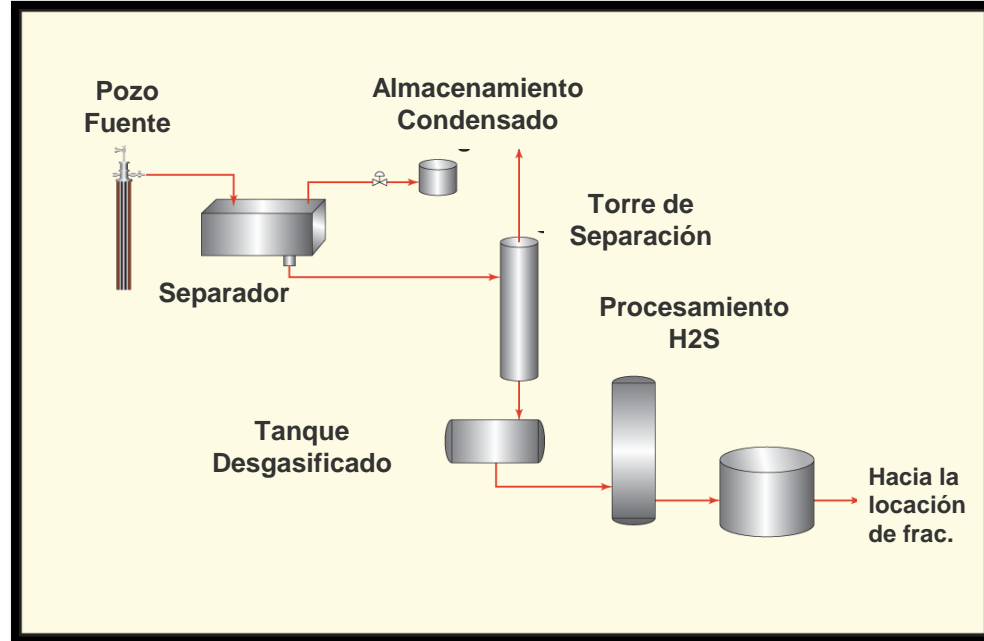 Pozo
Fuente
Almacenamiento
Condensado
Torre de
Separación
Separador
Procesamiento
H2S
Tanque
Desgasificado
Hacia la
locación
de frac.